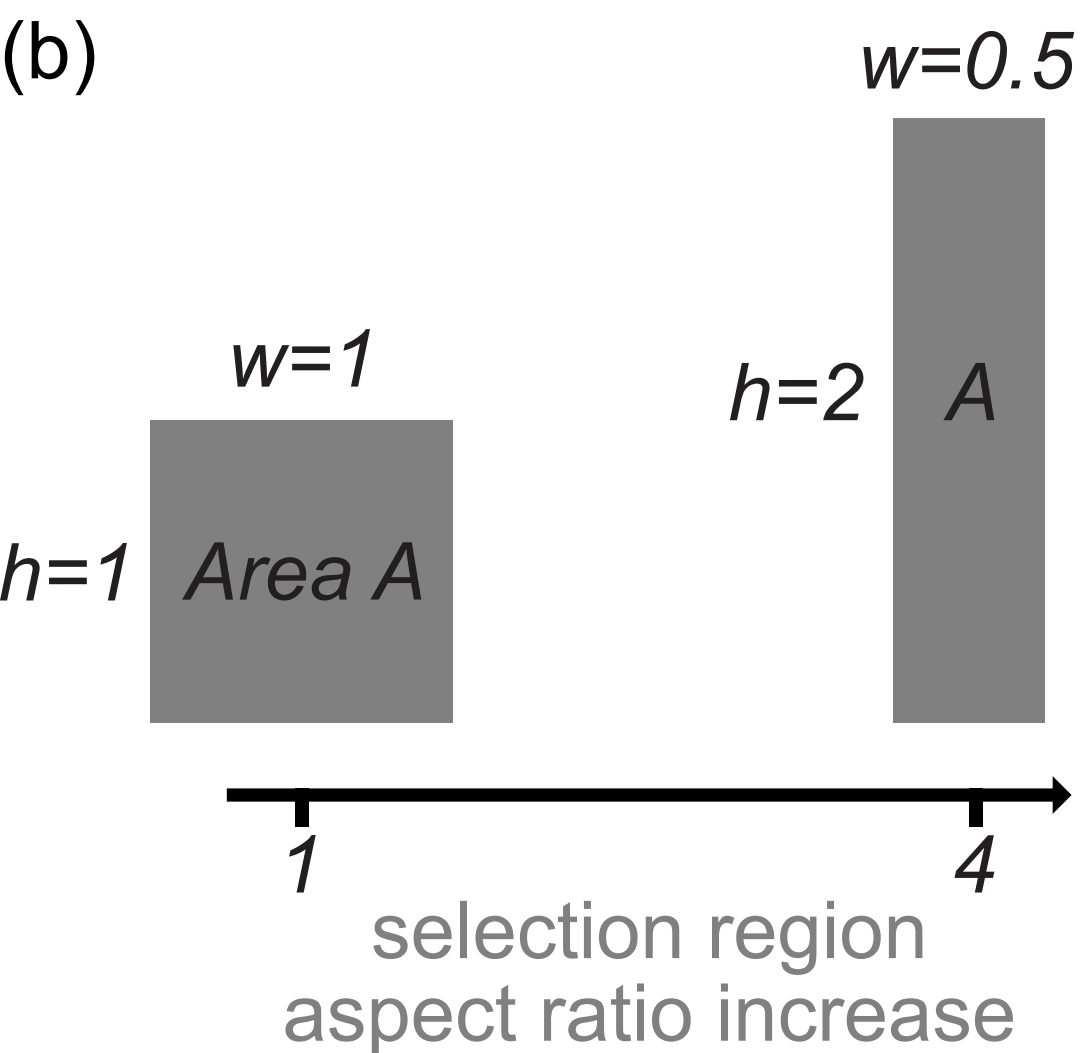 (b)
w=0.5
w=1
h=2
A
h=1
Area A
1
4
selection region
aspect ratio increase